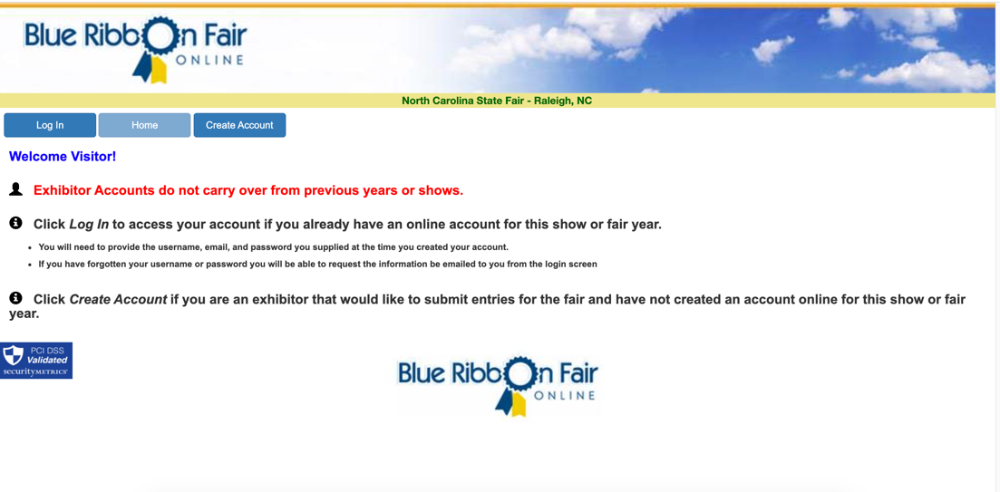 Blue Ribbon Fair
ONLINE
North Carolina State Fair - Raleigh, NC
Log In
Home
Create Account
Welcome Visitor!
Exhibitor Accounts do not carry over from previous years or shows.
Click Log In to access your account if you already have an online account for this show or fair year.
You will need to provide the username, email, and password you supplied at the time you created your account.
If you have forgotten your username or password you will be able to request the information be emailed to you from the login screen
Click Create Account if you are an exhibitor that would like to submit entries for the fair and have not created an account online for this show or fair
year.
PCI DSS
Validated
securityMETRICS
Blue Ribbon Fair
ONLINE